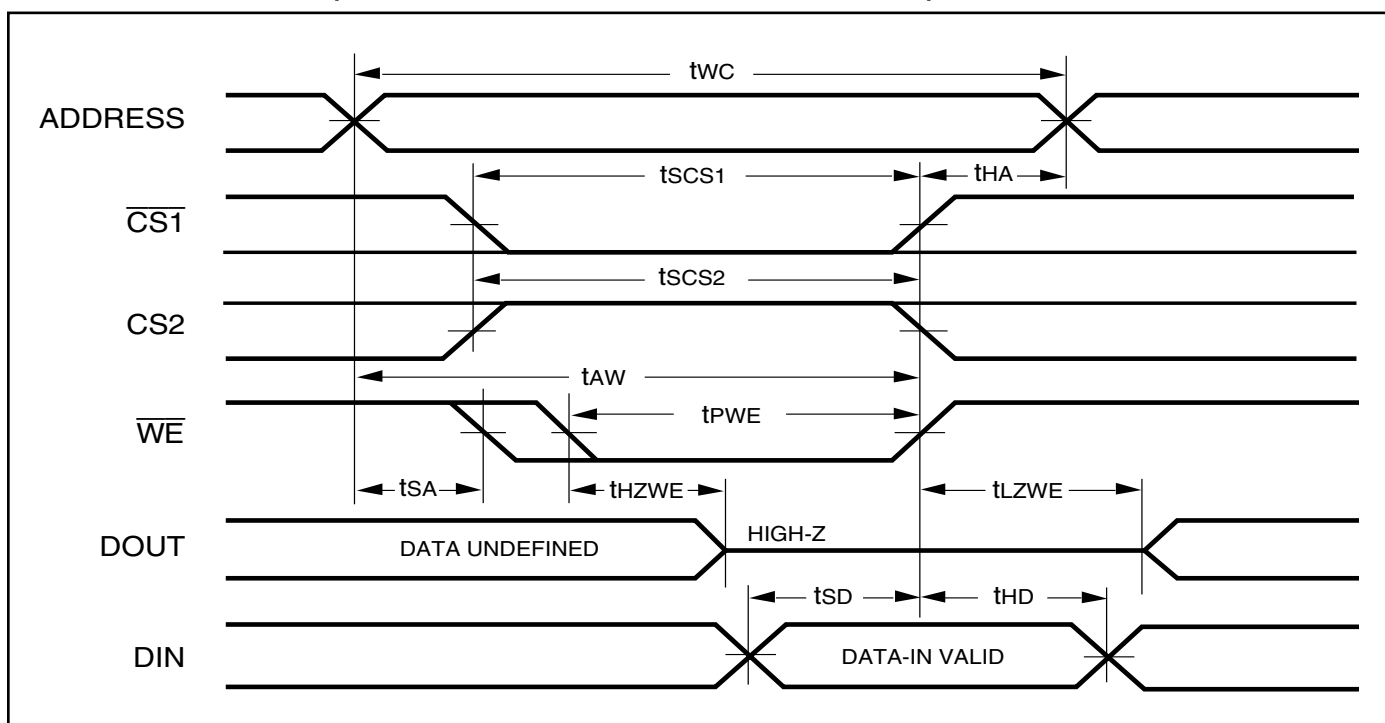 tWC
ADDRESS
tSCS1
tHA
CS1
tSCS2
CS2
tAW
tPWE
WE
tSA
tHZWE
tLZWE
DOUT
DATA UNDEFINED
HIGH-Z
tSD
tHD
DIN
DATA-IN VALID